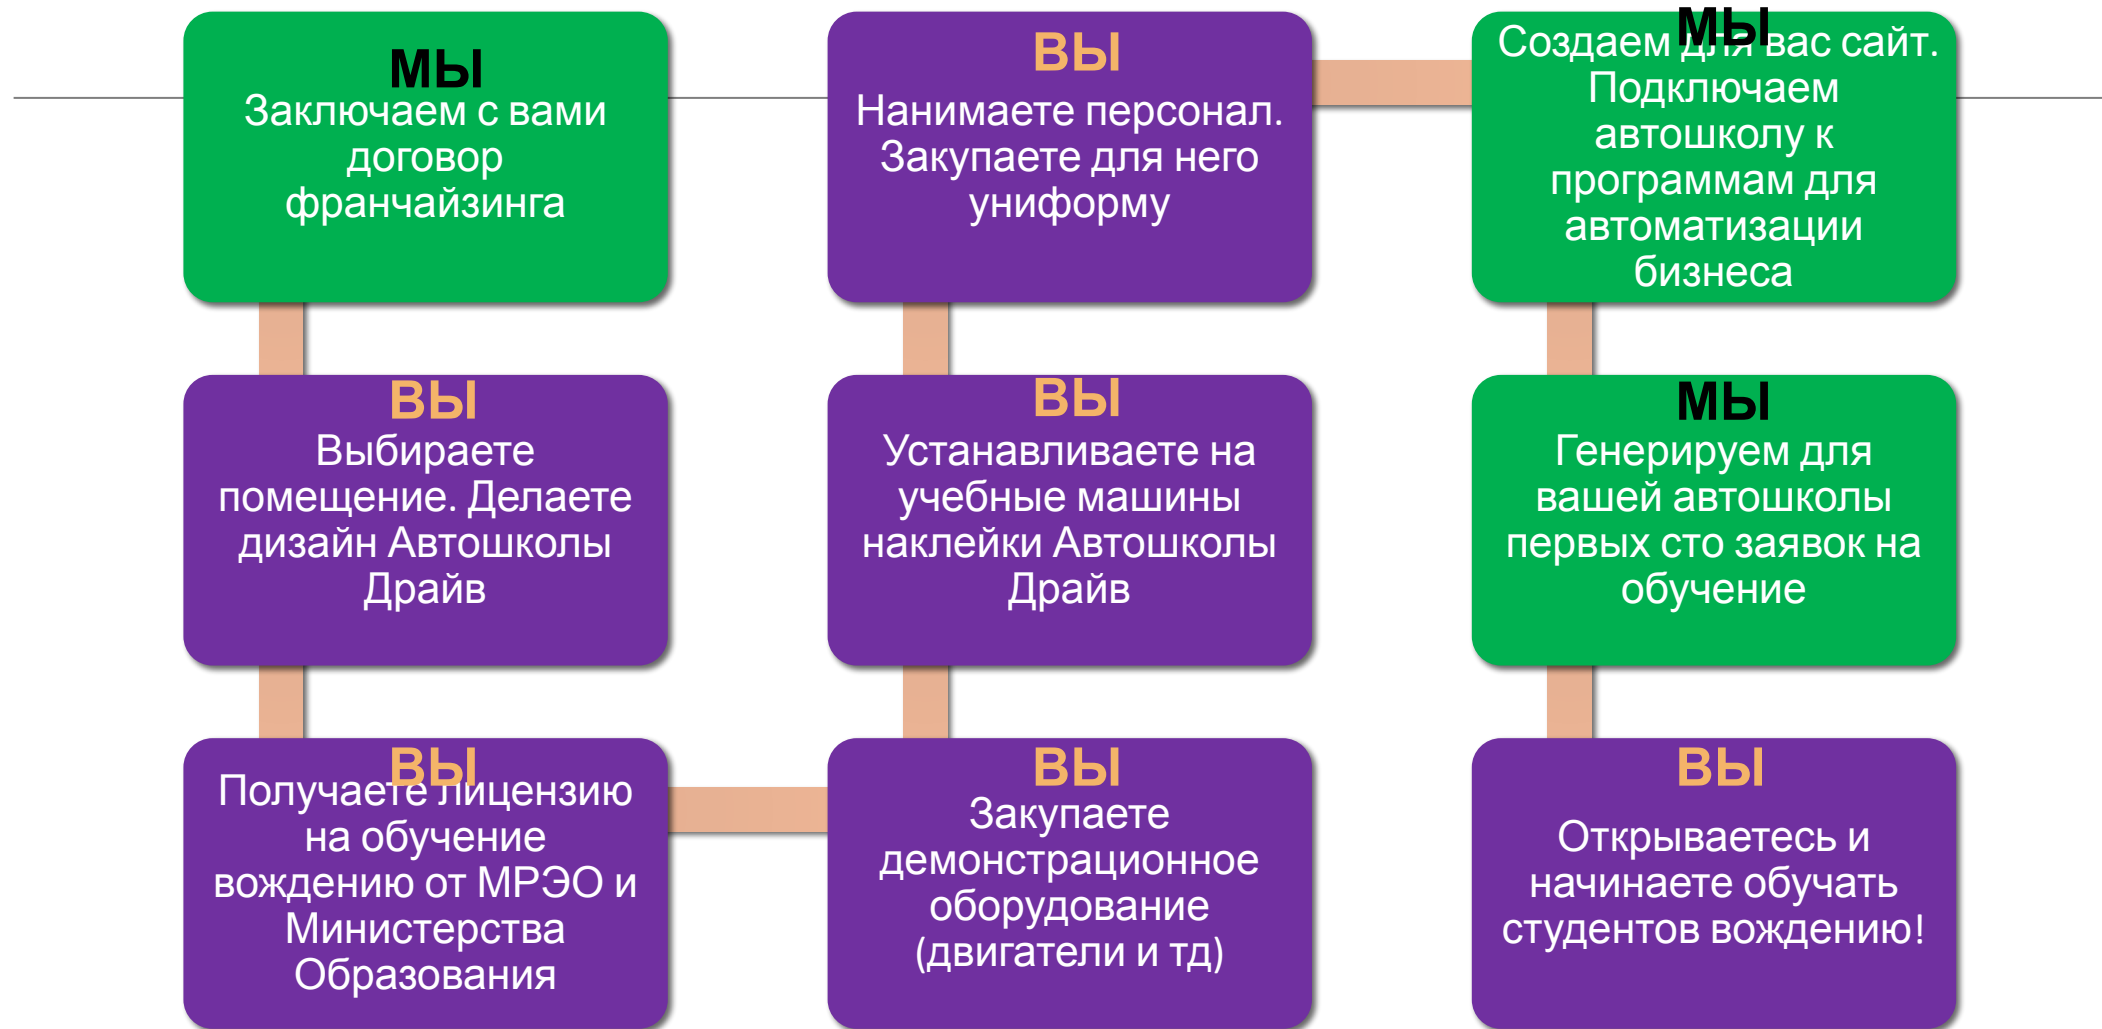 МЫ
Заключаем с вами
договор
франчайзинга
ВЫ
Выбираете
помещение. Делаете
дизайн Автошколы
Драйв
ВЫ
Получаете лицензию
на обучение
вождению от МРЭО и
Министерства
Образования
ВЫ
Закупаете
демонстрационное
оборудование
(двигатели и тд)
ВЫ
Устанавливаете на
учебные машины
наклейки Автошколы
Драйв
ВЫ
Нанимаете персонал.
Закупаете для него
униформу
МЫ
Создаем для вас сайт.
Подключаем
автошколу к
программам для
автоматизации
бизнеса
МЫ
Генерируем для
вашей автошколы
первых сто заявок на
обучение
ВЫ
Открываетесь и
начинаете обучать
студентов вождению!